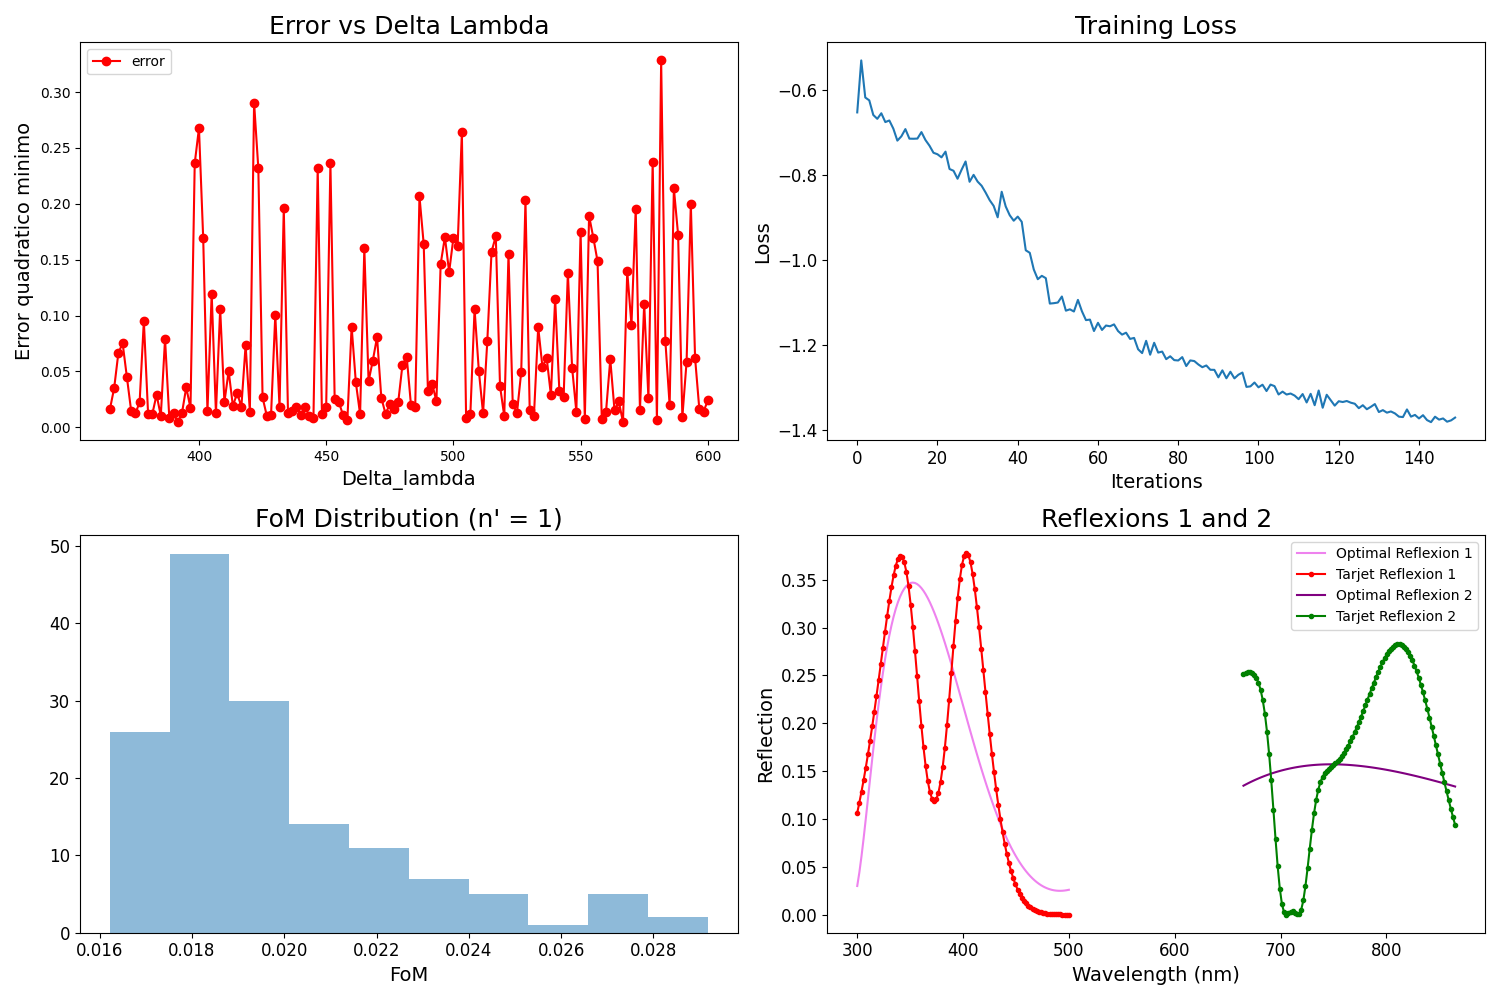 Error vs Delta Lambda
error
Error quadratico minimo
0.30
0.25
0.20
0.15
0.10
0.05
0.00
400 450 500 550 600
Delta_lambda
Training Loss
Loss
−0.6
−0.8
−1.0
−1.2
−1.4
0 20 40 60 80 100 120 140
Iterations
FoM Distribution (n' = 1)
50
40
30
20
10
0
0.016 0.018 0.020 0.022 0.024 0.026 0.028
FoM
Reflexions 1 and 2
Optimal Reflexion 1
Tarjet Reflexion 1
Optimal Reflexion 2
Tarjet Reflexion 2
Reflection
0.35
0.30
0.25
0.20
0.15
0.10
0.05
0.00
300 400 500 600 700 800
Wavelength (nm)